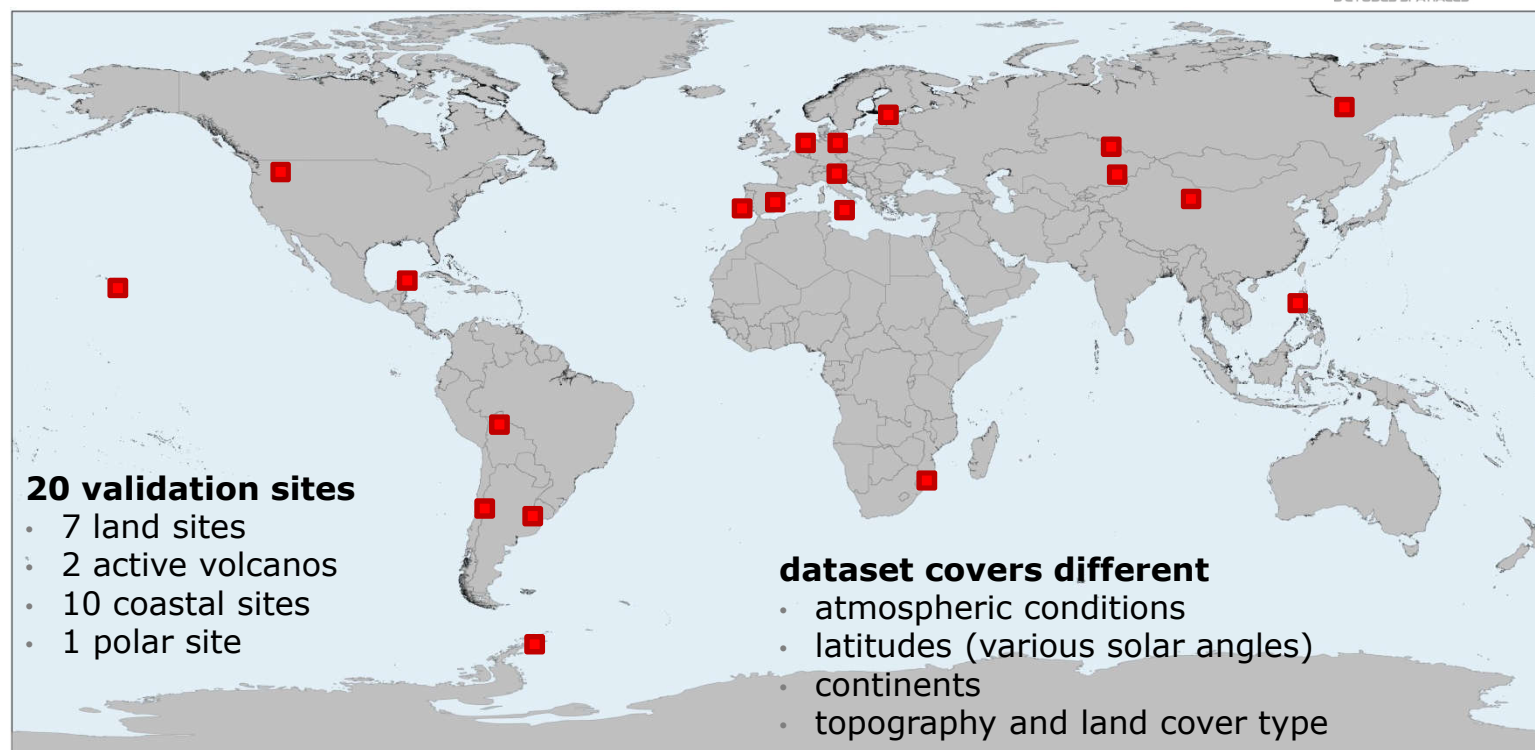 20 validation sites
• 7 land sites
• 2 active volcanos
• 10 coastal sites
• 1 polar site
dataset covers different
• atmospheric conditions
• latitudes (various solar angles)
• continents
• topography and land cover type